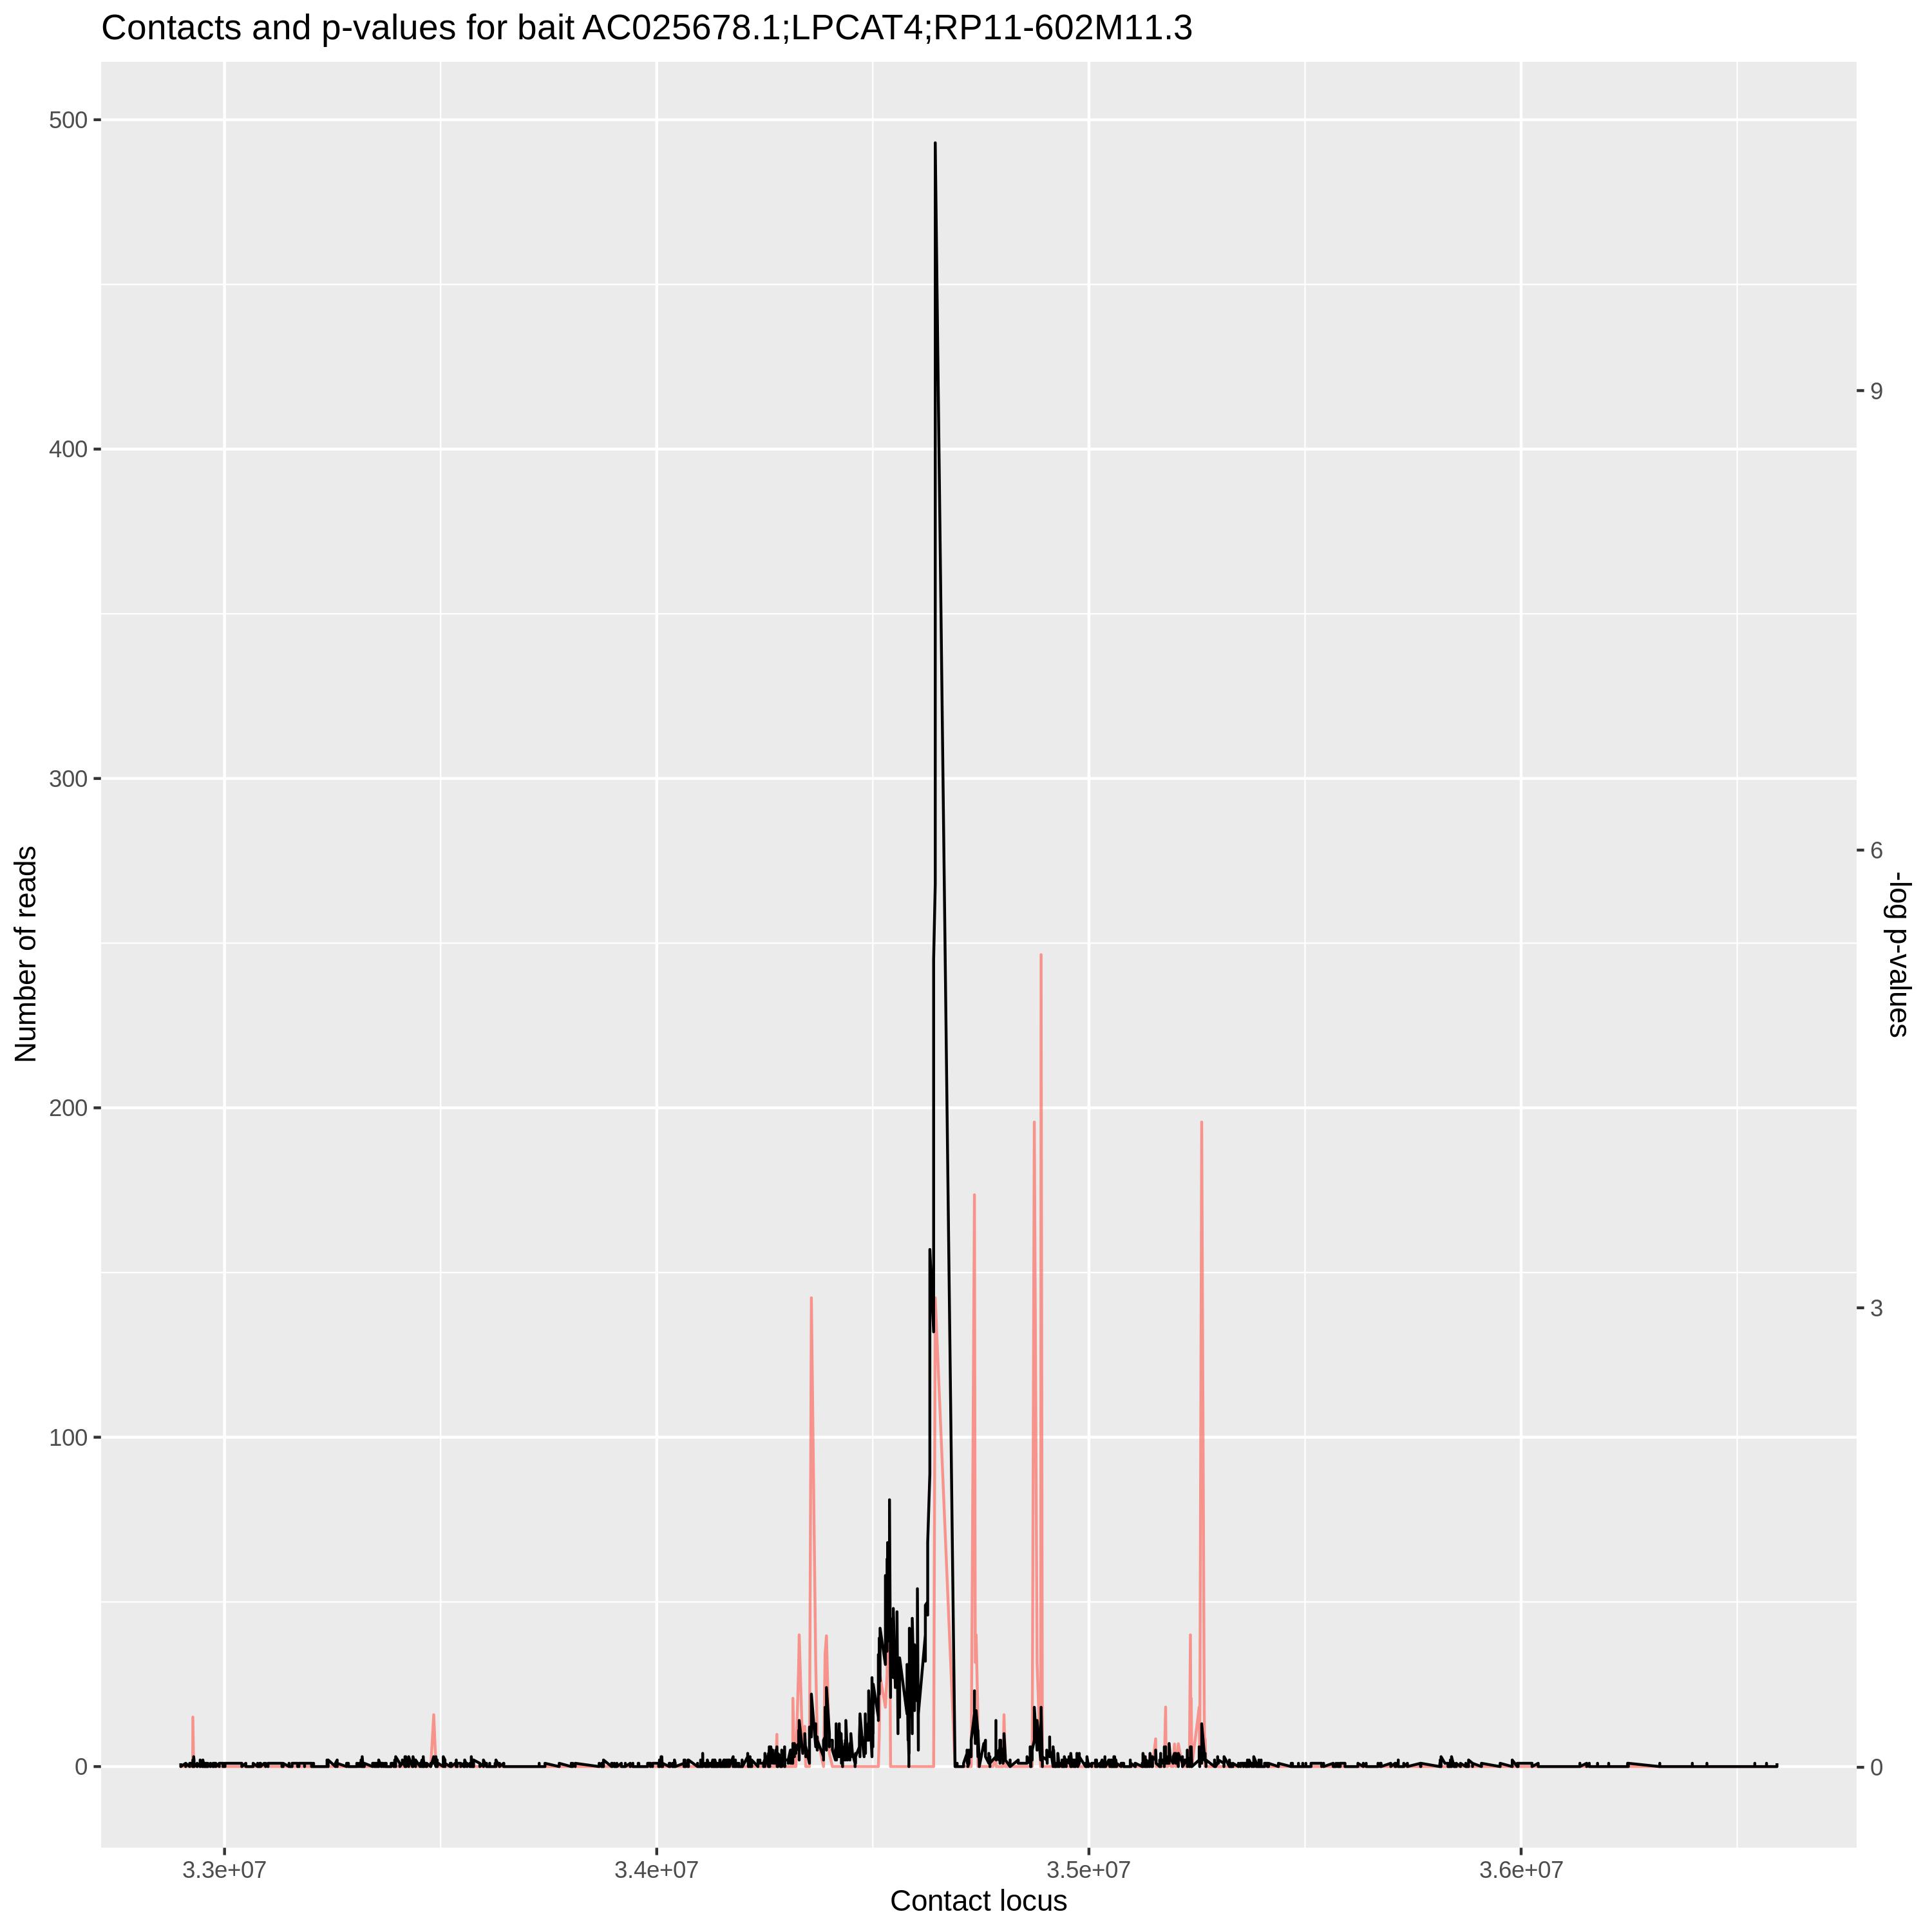 Contacts and p-values for bait AC025678.1;LPCAT4;RP11-602M11.3
500
400
300
200
100
0
Number of reads
9
6
3
0
-log p-values
3.3e+07
3.4e+07
3.5e+07
3.6e+07
Contact locus